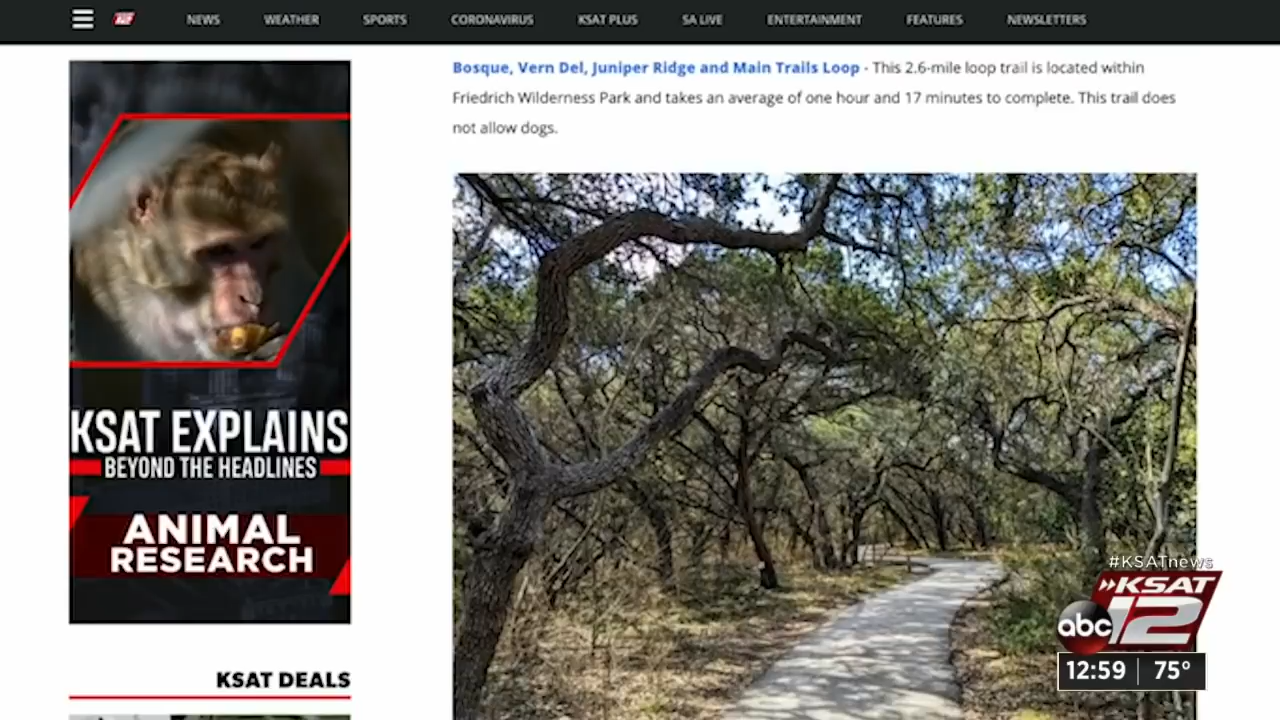 NEWS WEATHER SPORTS CORONAVIRUS KSAT PLUS SA LIVE ENTERTAINMENT FEATURES NEWSLETTERS
Bosque, Vern Del, Juniper Ridge and Main Trails Loop - This 2.6-mile loop trail is located within
Friedrich Wilderness Park and takes an average of one hour and 17 minutes to complete. This trail does
not allow dogs.
KSAT EXPLAINS
BEYOND THE HEADLINES
ANIMAL
RESEARCH
KSAT DEALS
#KSATnews
KSAT
abc 12
12:59 75°